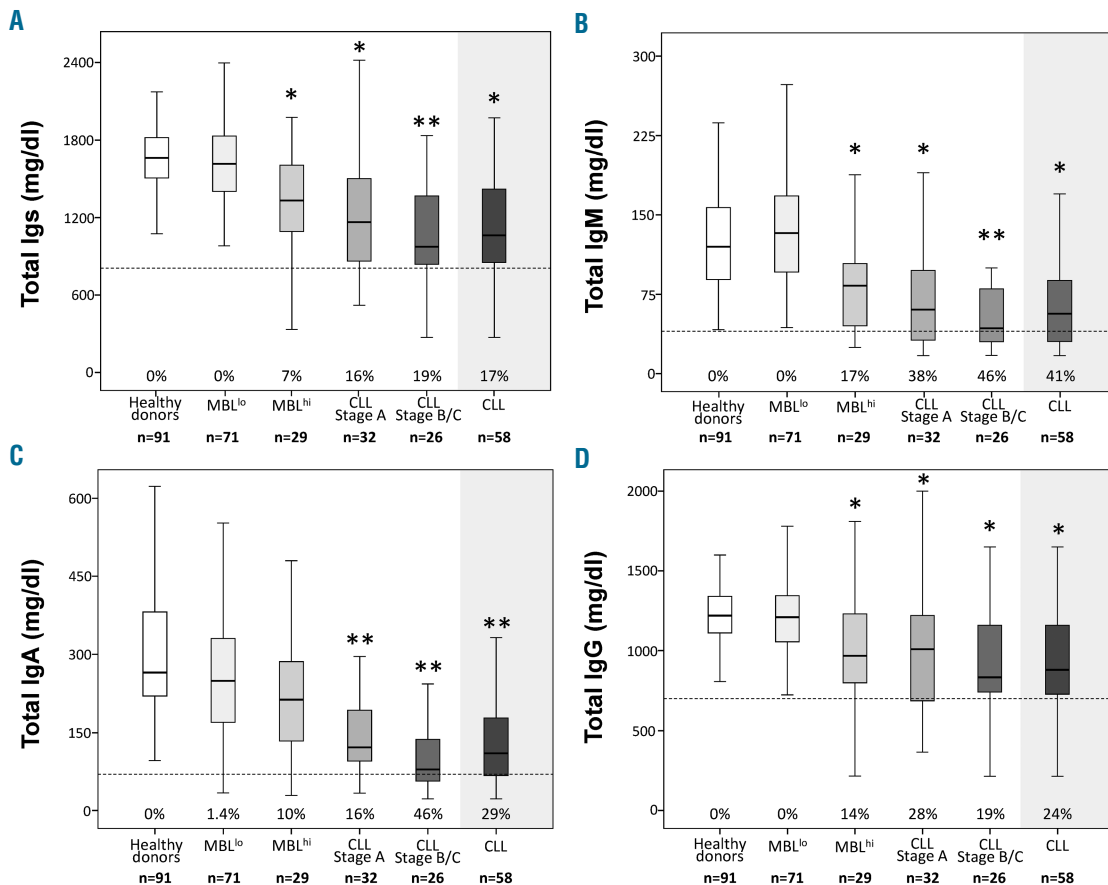 A
Total Igs (mg/dl)
2400
1800
1200
600
0
* * ** *
0% 0% 7% 16% 19% 17%
Healthy donors MBLˡᵒ MBLʰⁱ CLL Stage A CLL Stage B/C CLL
n=91 n=71 n=29 n=32 n=26 n=58
B
Total IgM (mg/dl)
300
225
150
75
0
* * ** *
0% 0% 17% 38% 46% 41%
Healthy donors MBLˡᵒ MBLʰⁱ CLL Stage A CLL Stage B/C CLL
n=91 n=71 n=29 n=32 n=26 n=58
C
Total IgA (mg/dl)
600
450
300
150
0
** ** **
0% 1.4% 10% 16% 46% 29%
Healthy donors MBLˡᵒ MBLʰⁱ CLL Stage A CLL Stage B/C CLL
n=91 n=71 n=29 n=32 n=26 n=58
D
Total IgG (mg/dl)
2000
1500
1000
500
0
* * * *
0% 0% 14% 28% 19% 24%
Healthy donors MBLˡᵒ MBLʰⁱ CLL Stage A CLL Stage B/C CLL
n=91 n=71 n=29 n=32 n=26 n=58